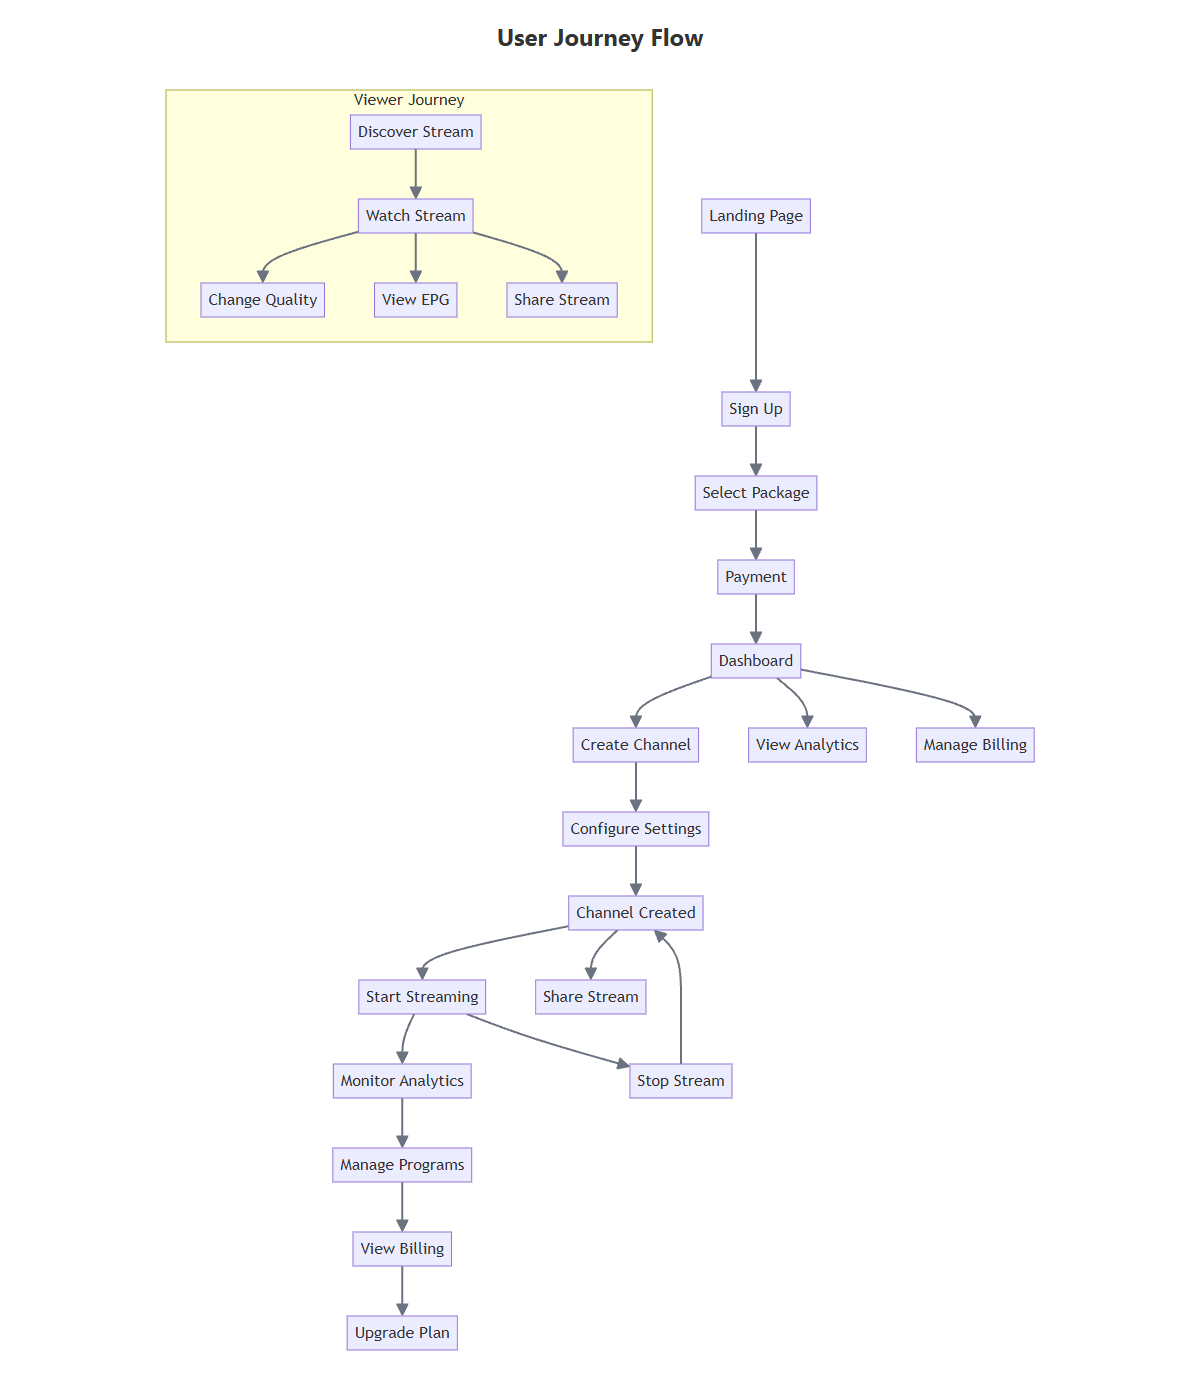 User Journey Flow
Viewer Journey
Discover Stream
Watch Stream
Landing Page
Change Quality
View EPG
Share Stream
Sign Up
Select Package
Payment
Dashboard
Create Channel
View Analytics
Manage Billing
Configure Settings
Channel Created
Start Streaming
Share Stream
Monitor Analytics
Stop Stream
Manage Programs
View Billing
Upgrade Plan